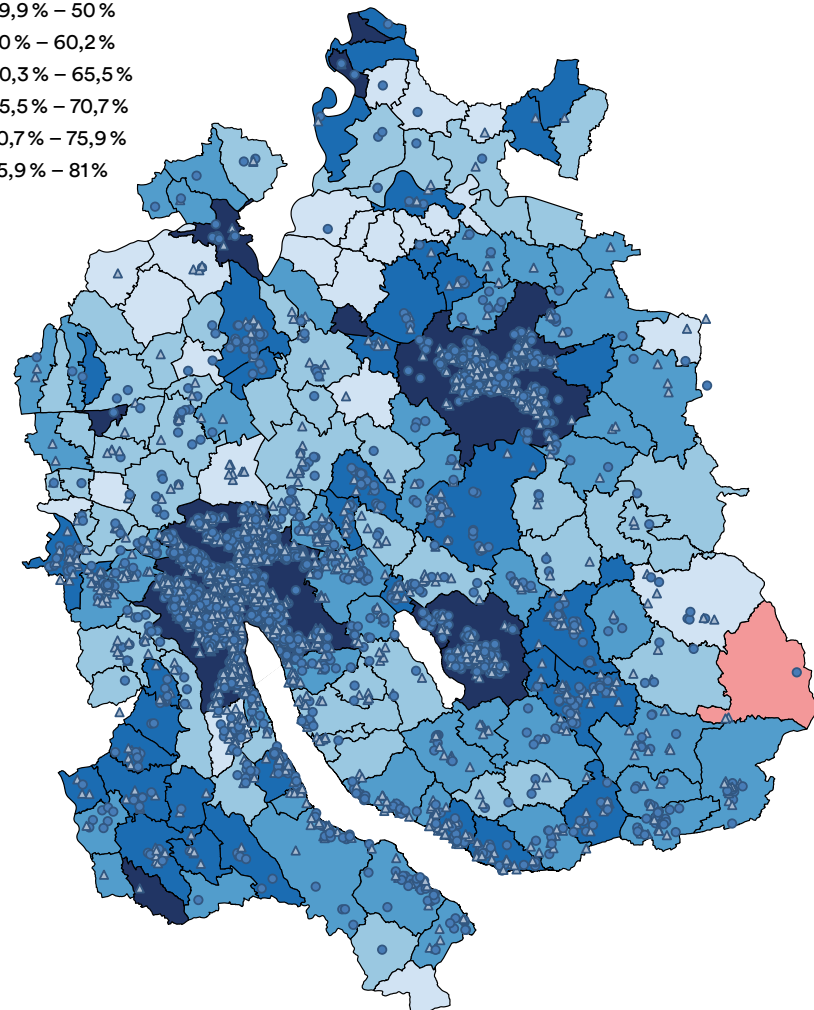 9,9 % – 50 %
0 % – 60,2 %
0,3 % – 65,5 %
5,5 % – 70,7 %
0,7 % – 75,9 %
5,9 % – 81 %